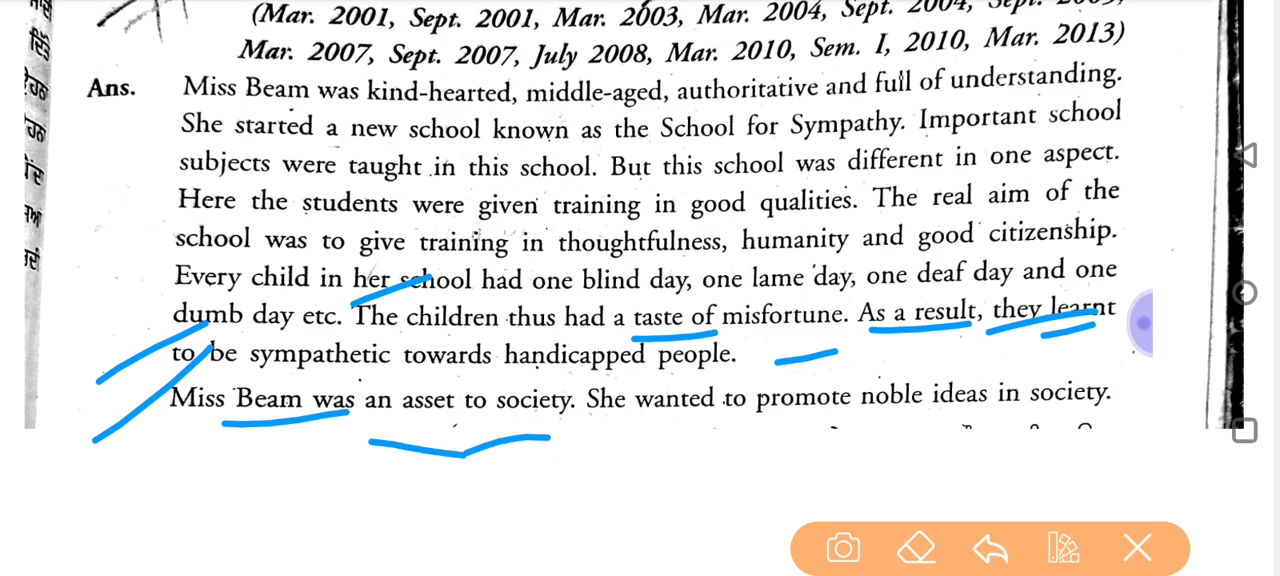 (Mar. 2001, Sept. 2001, Mar. 2003, Mar. 2004, Sept. 2004, Sept.
Mar. 2007, Sept. 2007, July 2008, Mar. 2010, Sem. I, 2010, Mar. 2013)
Ans. Miss Beam was kind-hearted, middle-aged, authoritative and full of understanding.
She started a new school known as the School for Sympathy. Important school
subjects were taught in this school. But this school was different in one aspect.
Here the students were given training in good qualities. The real aim of the
school was to give training in thoughtfulness, humanity and good citizenship.
Every child in her school had one blind day, one lame day, one deaf day and one
dumb day etc. The children thus had a taste of misfortune. As a result, they learnt
to be sympathetic towards handicapped people.
Miss Beam was an asset to society. She wanted to promote noble ideas in society.